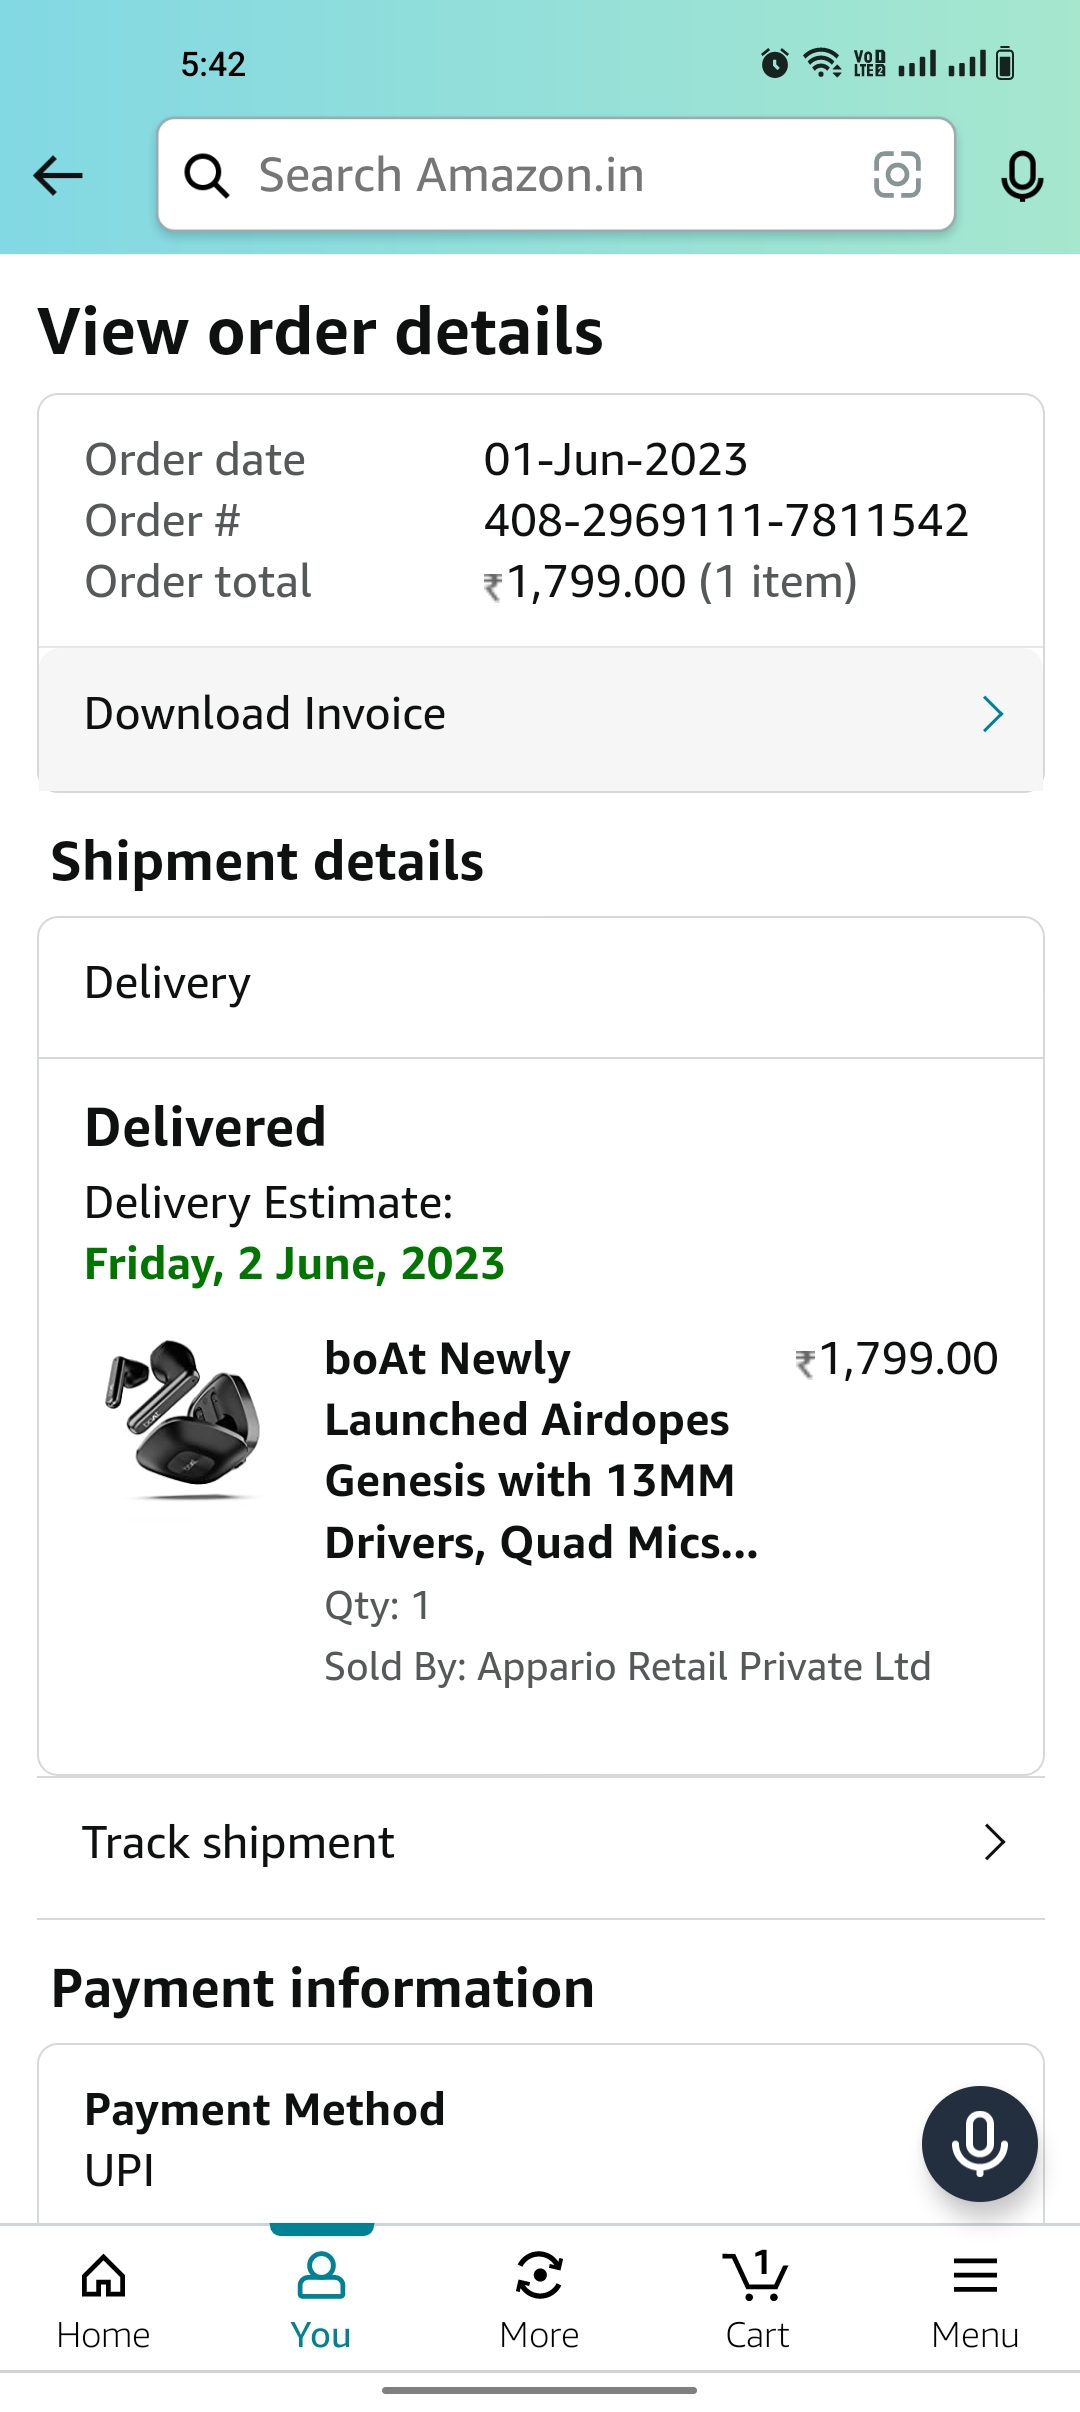 5:42
VoD LTE2
Search Amazon.in
View order details
Order date 01-Jun-2023
Order # 408-2969111-7811542
Order total ₹1,799.00 (1 item)
Download Invoice
Shipment details
Delivery
Delivered
Delivery Estimate:
Friday, 2 June, 2023
boAt Newly ₹1,799.00
Launched Airdopes
Genesis with 13MM
Drivers, Quad Mics...
Qty: 1
Sold By: Appario Retail Private Ltd
Track shipment
Payment information
Payment Method
UPI
1
Home You More Cart Menu